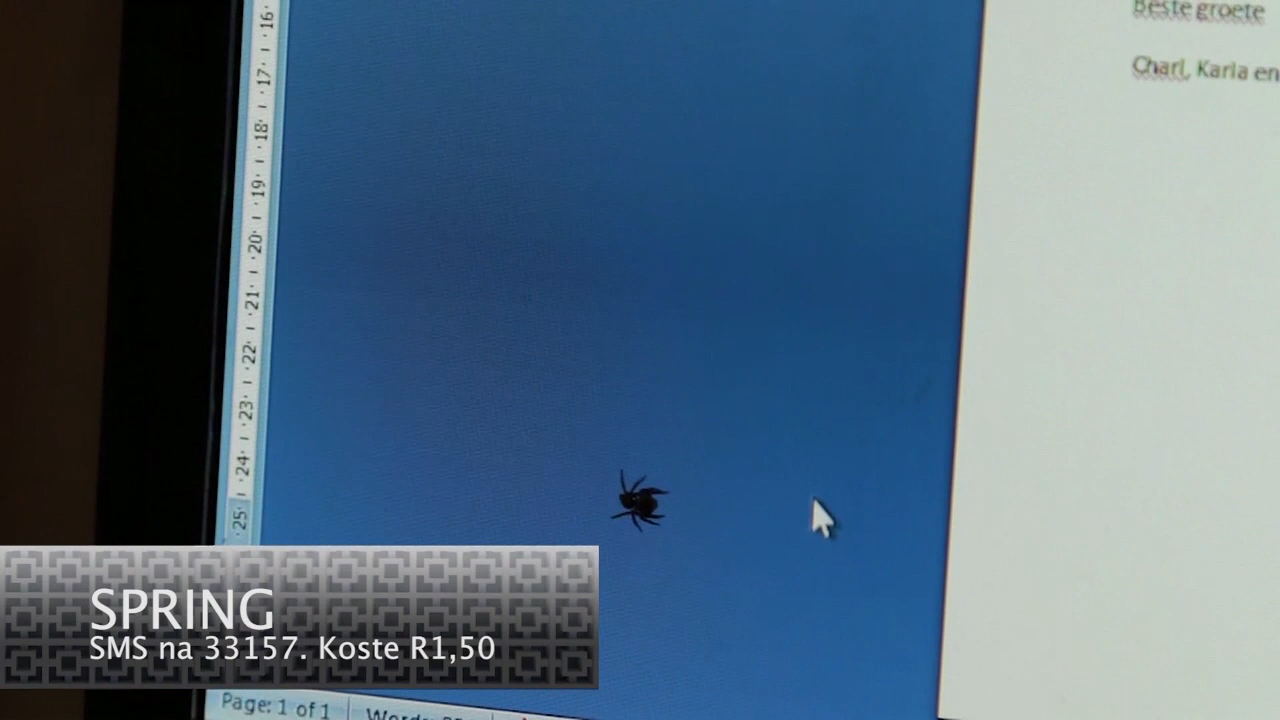 Beste groete
Charl, Karla en
16
17
18
19
20
21
22
23
24
25
SPRING
SMS na 33157. Koste R1,50
Page: 1 of 1
Words: